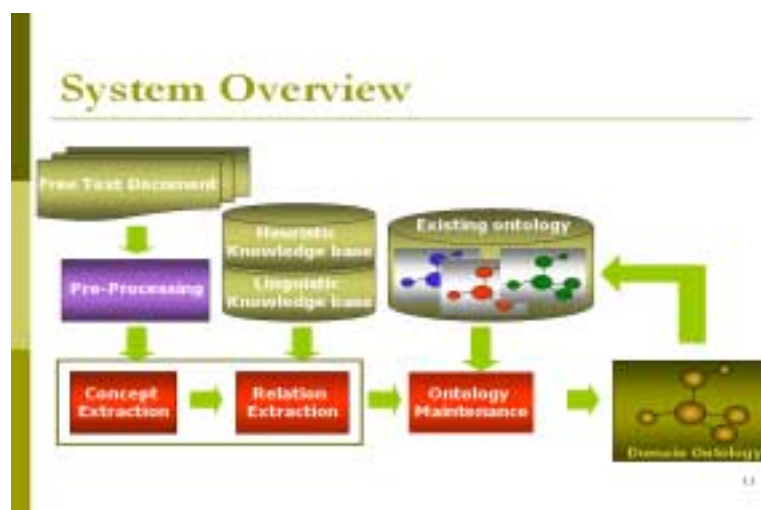 System Overview
Free Text Document
Heuristic
Knowledge base
Linguistic
Knowledge base
Existing ontology
Pre-Processing
Concept
Extraction
Relation
Extraction
Ontology
Maintenance
Domain Ontology